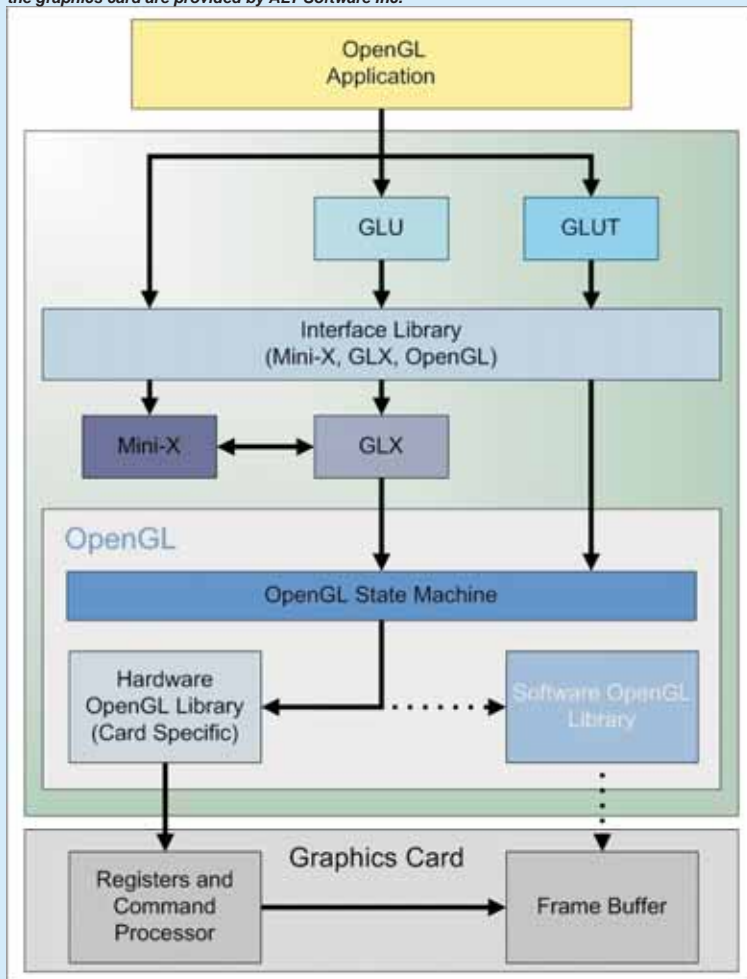 the graphics card are provided by ALT Software Inc.
OpenGL
Application
GLU
GLUT
Interface Library
(Mini-X, GLX, OpenGL)
Mini-X
GLX
OpenGL
OpenGL State Machine
Hardware
OpenGL Library
(Card Specific)
Software OpenGL
Library
Graphics Card
Registers and
Command
Processor
Frame Buffer